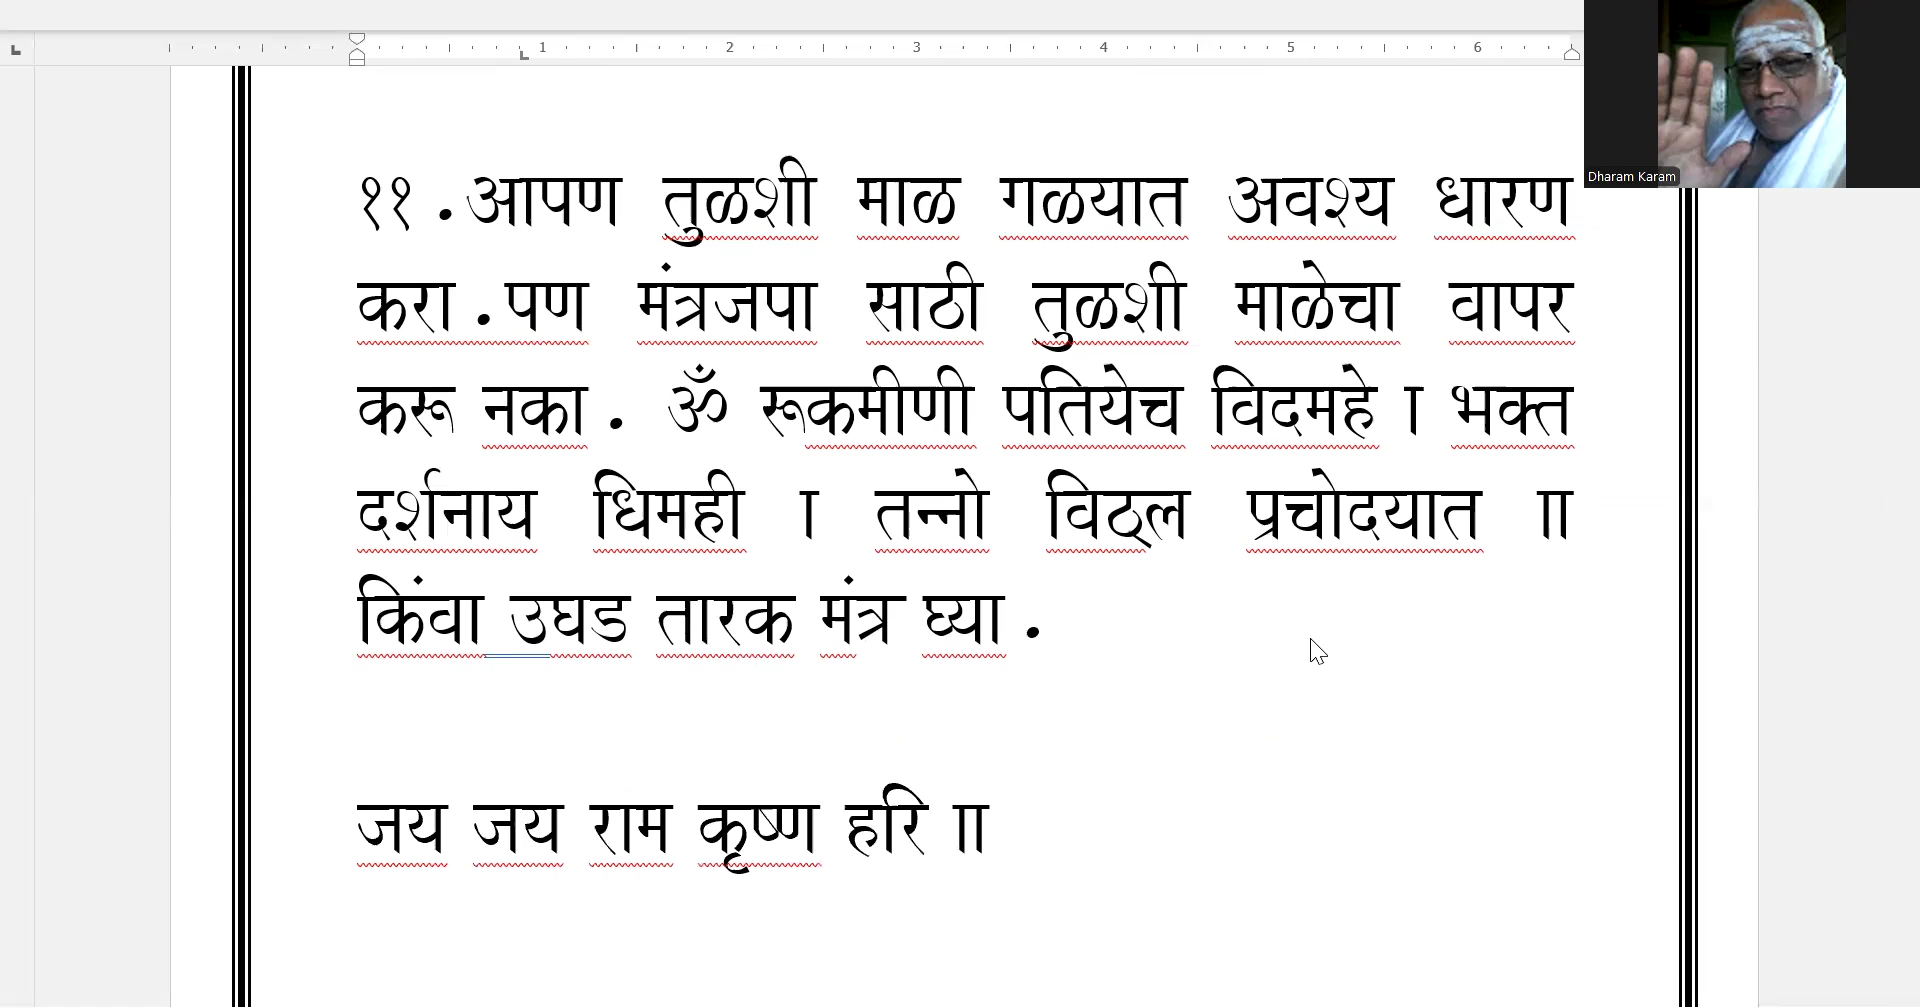 1 2 3 4 5 6
Dharam Karam
११ .आपण तुळशी माळ गळयात अवश्य धारण
करा .पण मंत्रजपा साठी तुळशी माळेचा वापर
करू नका . ॐ रूकमीणी पतियेच विदमहे । भक्त
दर्शनाय धिमही । तन्नो विठ्ल प्रचोदयात ॥
किंवा उघड तारक मंत्र घ्या .
जय जय राम कृष्ण हरि ॥